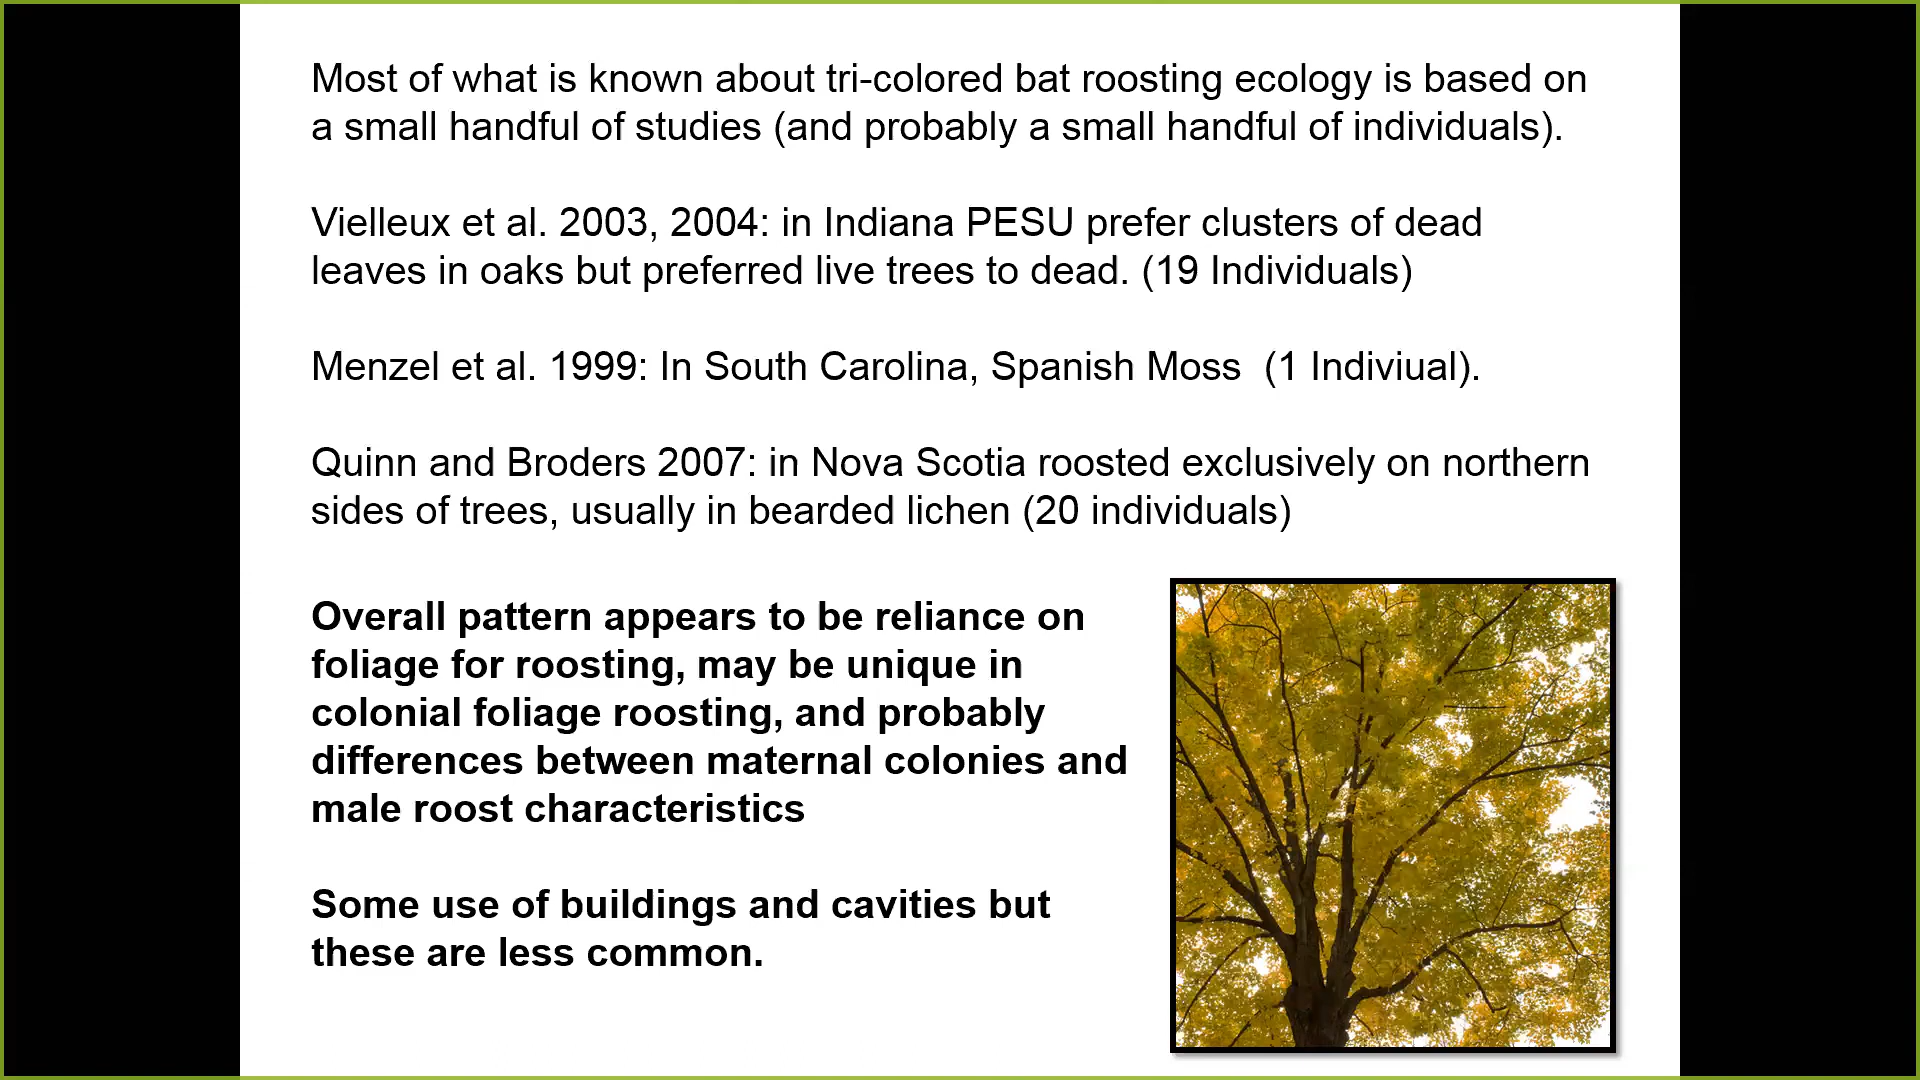 Most of what is known about tri-colored bat roosting ecology is based on
a small handful of studies (and probably a small handful of individuals).
Vielleux et al. 2003, 2004: in Indiana PESU prefer clusters of dead
leaves in oaks but preferred live trees to dead. (19 Individuals)
Menzel et al. 1999: In South Carolina, Spanish Moss  (1 Indiviual).
Quinn and Broders 2007: in Nova Scotia roosted exclusively on northern
sides of trees, usually in bearded lichen (20 individuals)
Overall pattern appears to be reliance on
foliage for roosting, may be unique in
colonial foliage roosting, and probably
differences between maternal colonies and
male roost characteristics
Some use of buildings and cavities but
these are less common.